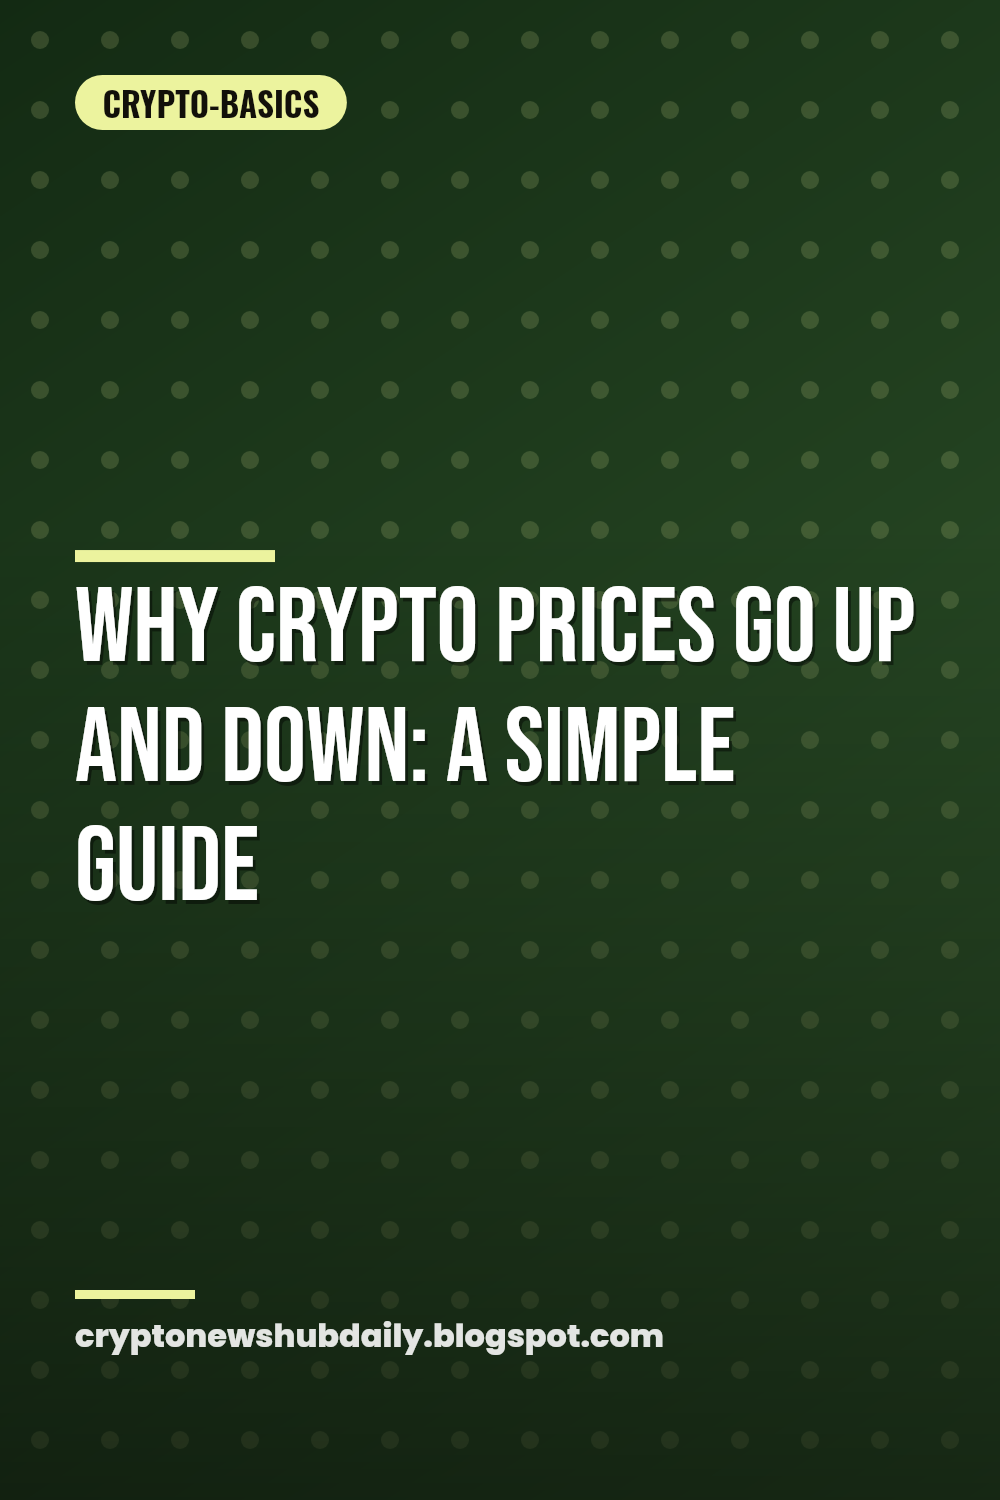 CRYPTO-BASICS
WHY CRYPTO PRICES GO UP
AND DOWN: A SIMPLE
GUIDE
cryptonewshubdaily.blogspot.com